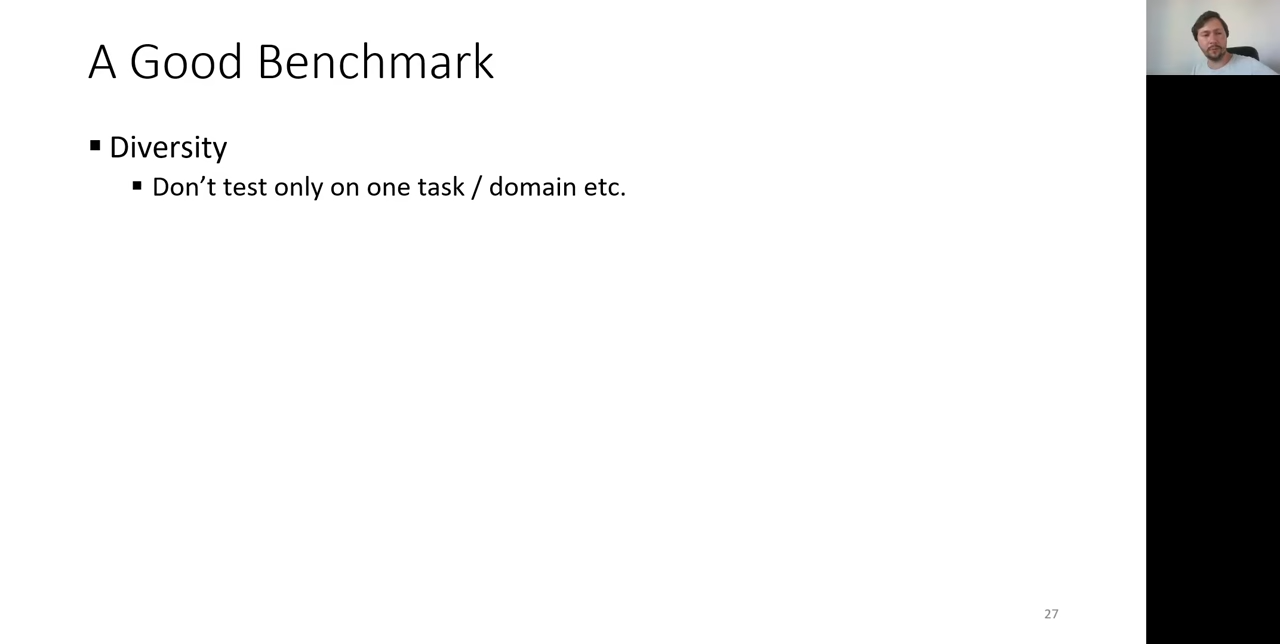 A Good Benchmark
▪ Diversity
▪ Don’t test only on one task / domain etc.
27